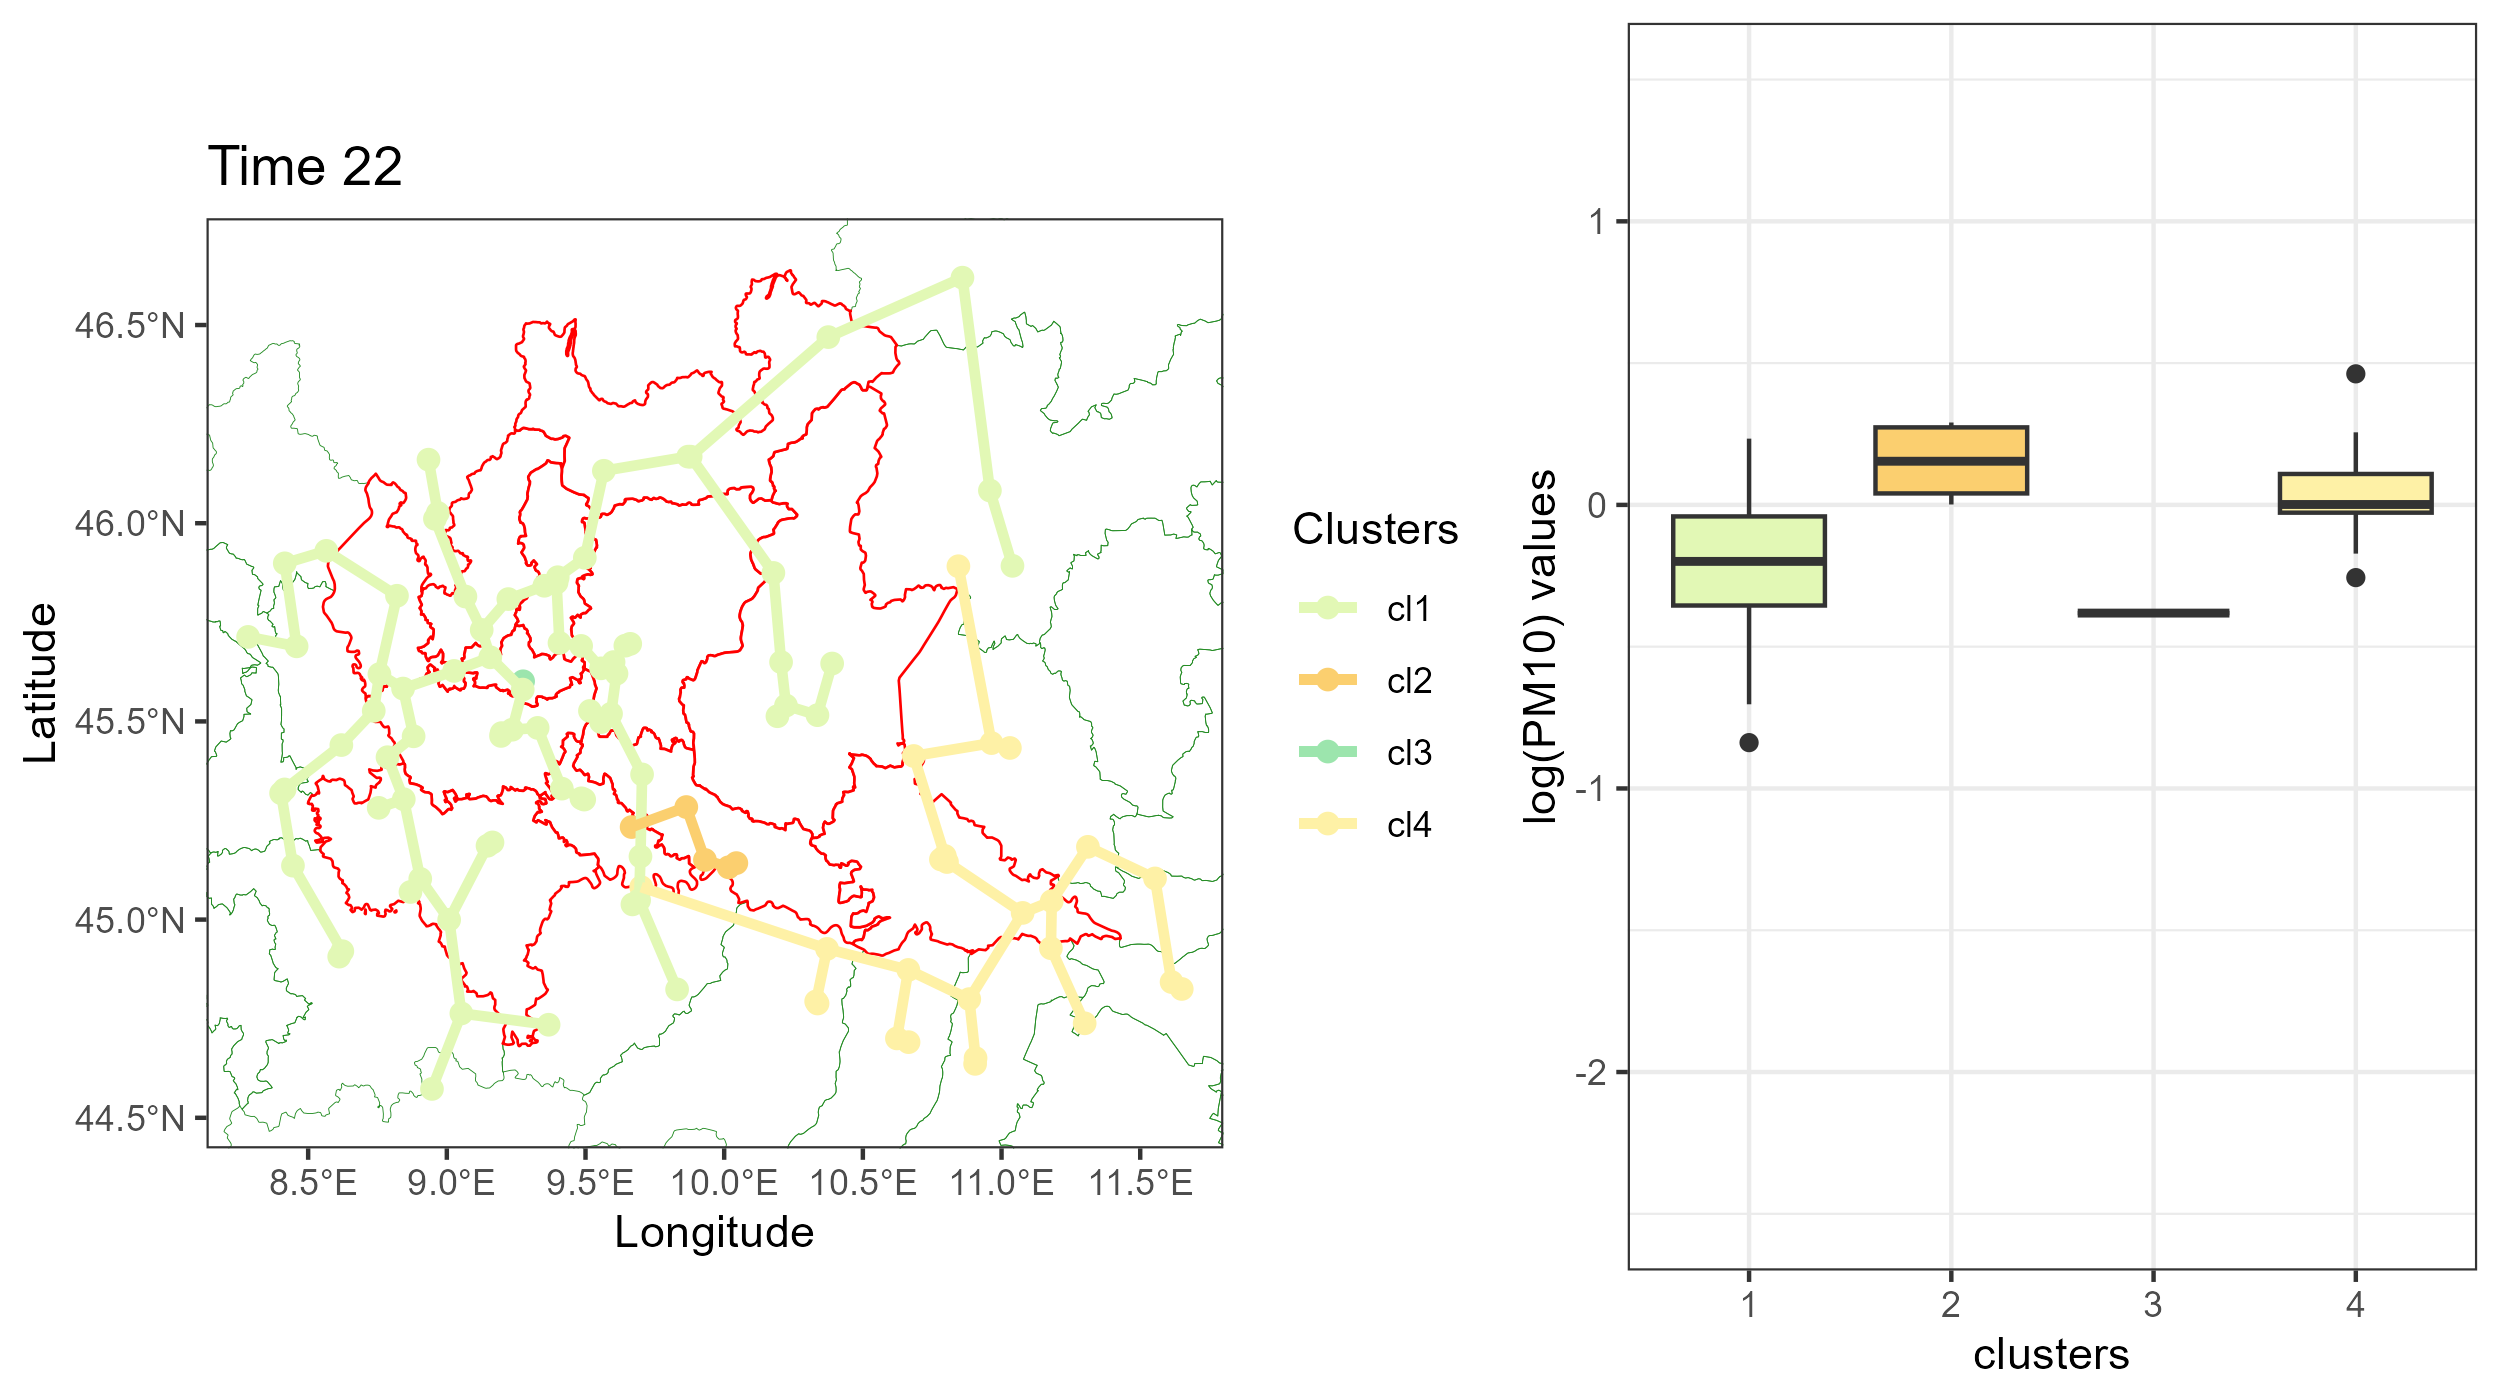 Time 22
46.5°N
46.0°N
45.5°N
45.0°N
44.5°N
Latitude
8.5°E
9.0°E
9.5°E
10.0°E
10.5°E
11.0°E
11.5°E
Longitude
Clusters
cl1
cl2
cl3
cl4
log(PM10) values
1
0
-1
-2
1
2
3
4
clusters